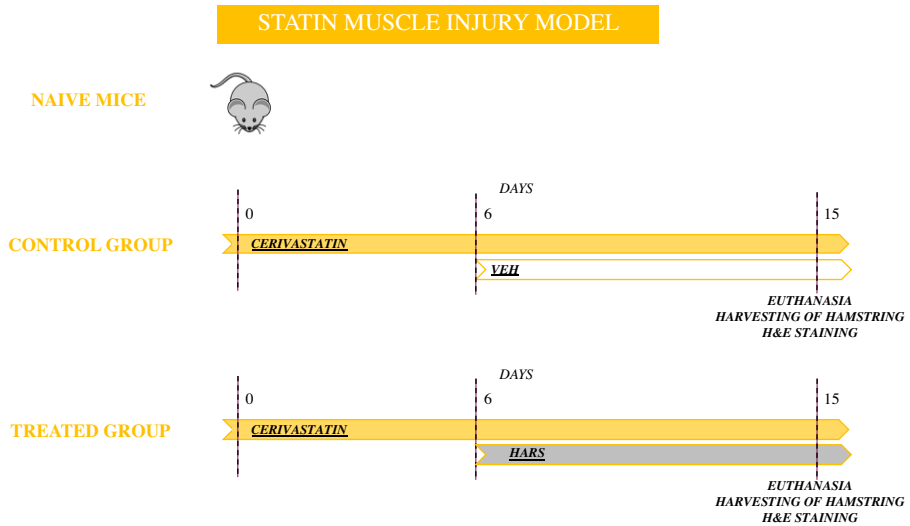 STATIN MUSCLE INJURY MODEL
NAIVE MICE
DAYS
0 6 15
CONTROL GROUP
CERIVASTATIN
VEH
EUTHANASIA
HARVESTING OF HAMSTRING
H&E STAINING
DAYS
0 6 15
TREATED GROUP
CERIVASTATIN
HARS
EUTHANASIA
HARVESTING OF HAMSTRING
H&E STAINING